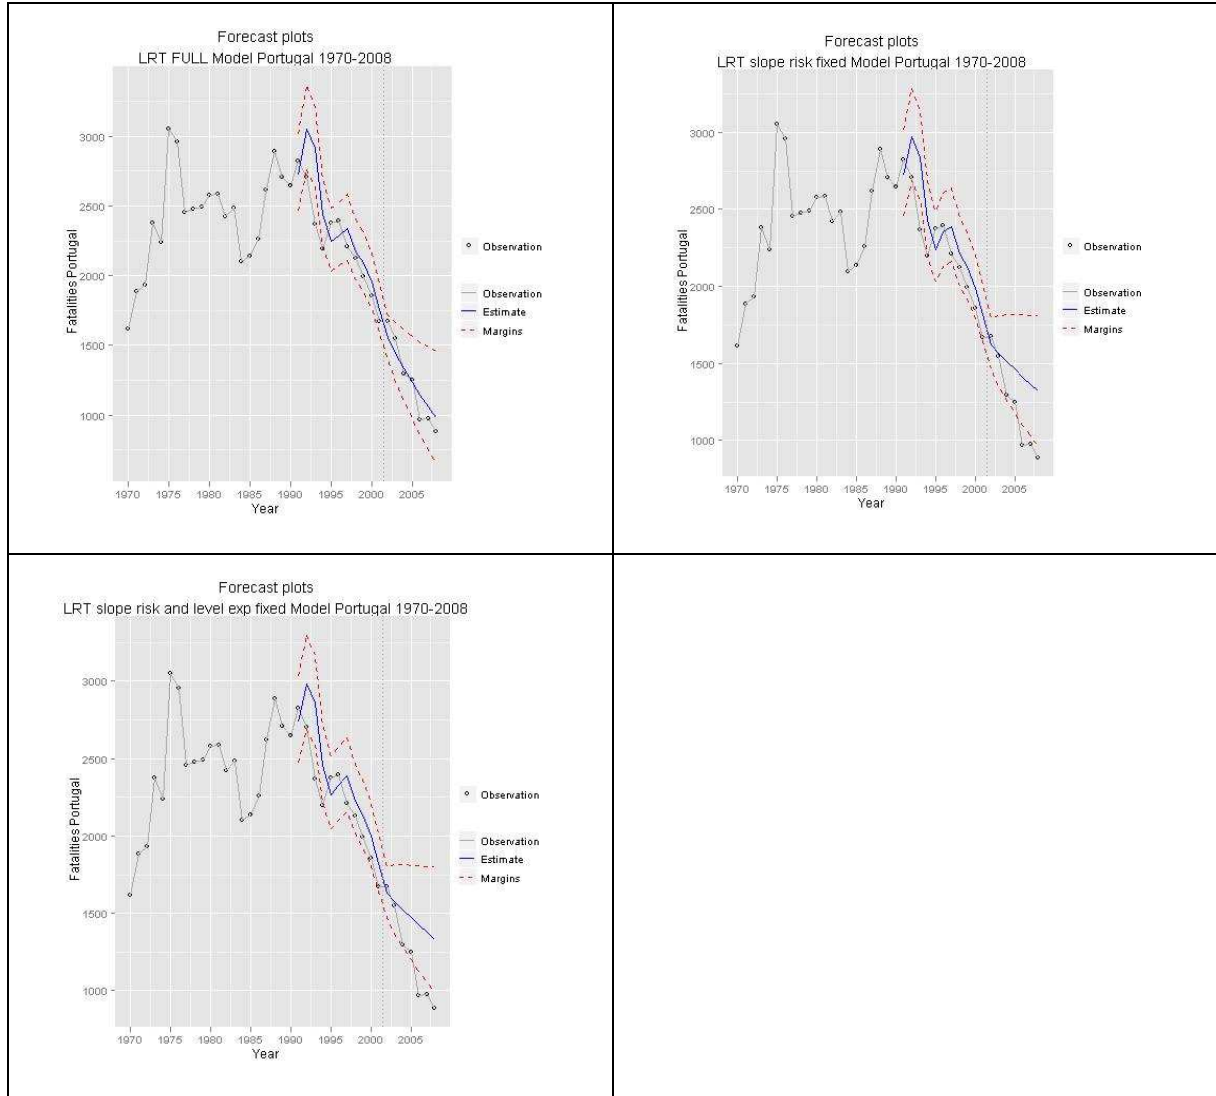 Forecast plots
LRT FULL Model Portugal 1970-2008
3000
2500
2000
1500
1000
Fatalities Portugal
1970 1975 1980 1985 1990 1995 2000 2005
Year
Observation
Observation
Estimate
Margins
Forecast plots
LRT slope risk fixed Model Portugal 1970-2008
3000
2500
2000
1500
1000
Fatalities Portugal
1970 1975 1980 1985 1990 1995 2000 2005
Year
Observation
Observation
Estimate
Margins
Forecast plots
LRT slope risk and level exp fixed Model Portugal 1970-2008
3000
2500
2000
1500
1000
Fatalities Portugal
1970 1975 1980 1985 1990 1995 2000 2005
Year
Observation
Observation
Estimate
Margins